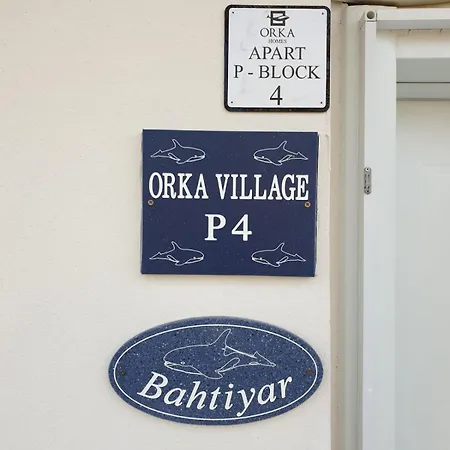 ORKA
HOMES
APART
P - BLOCK
4
ORKA VILLAGE
P4
Bahtiyar